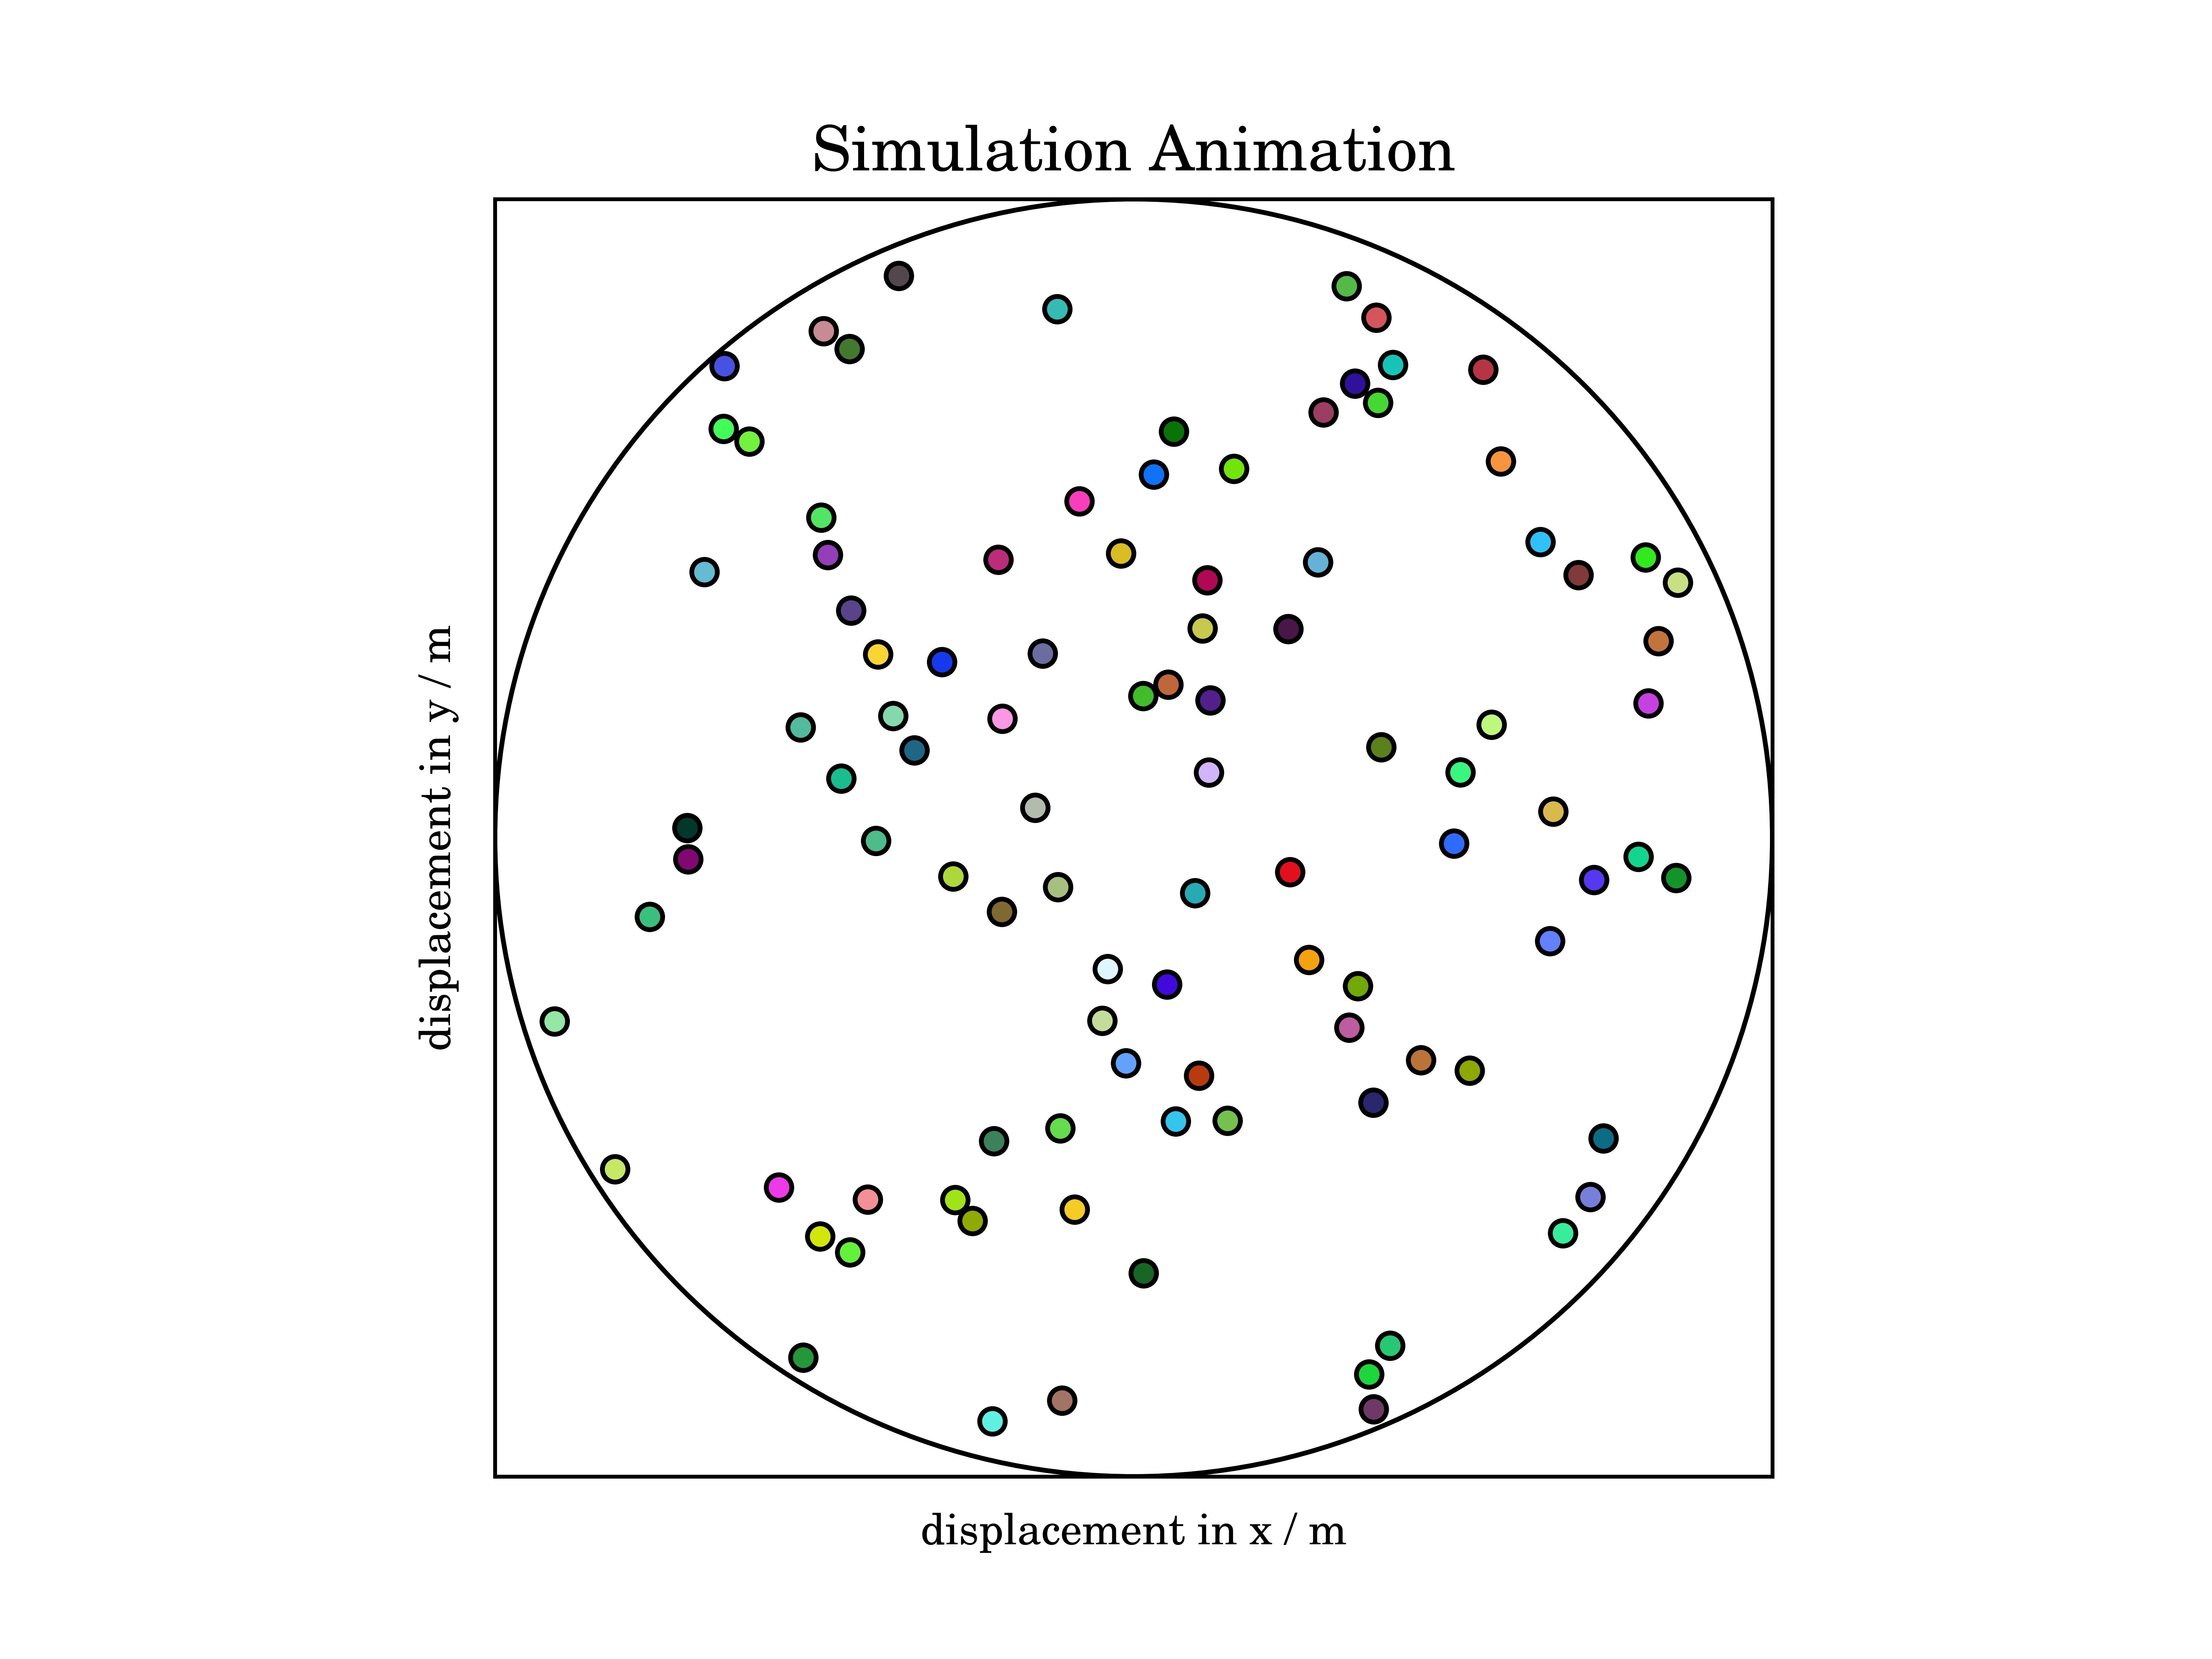 Simulation Animation
displacement in y / m
displacement in x / m